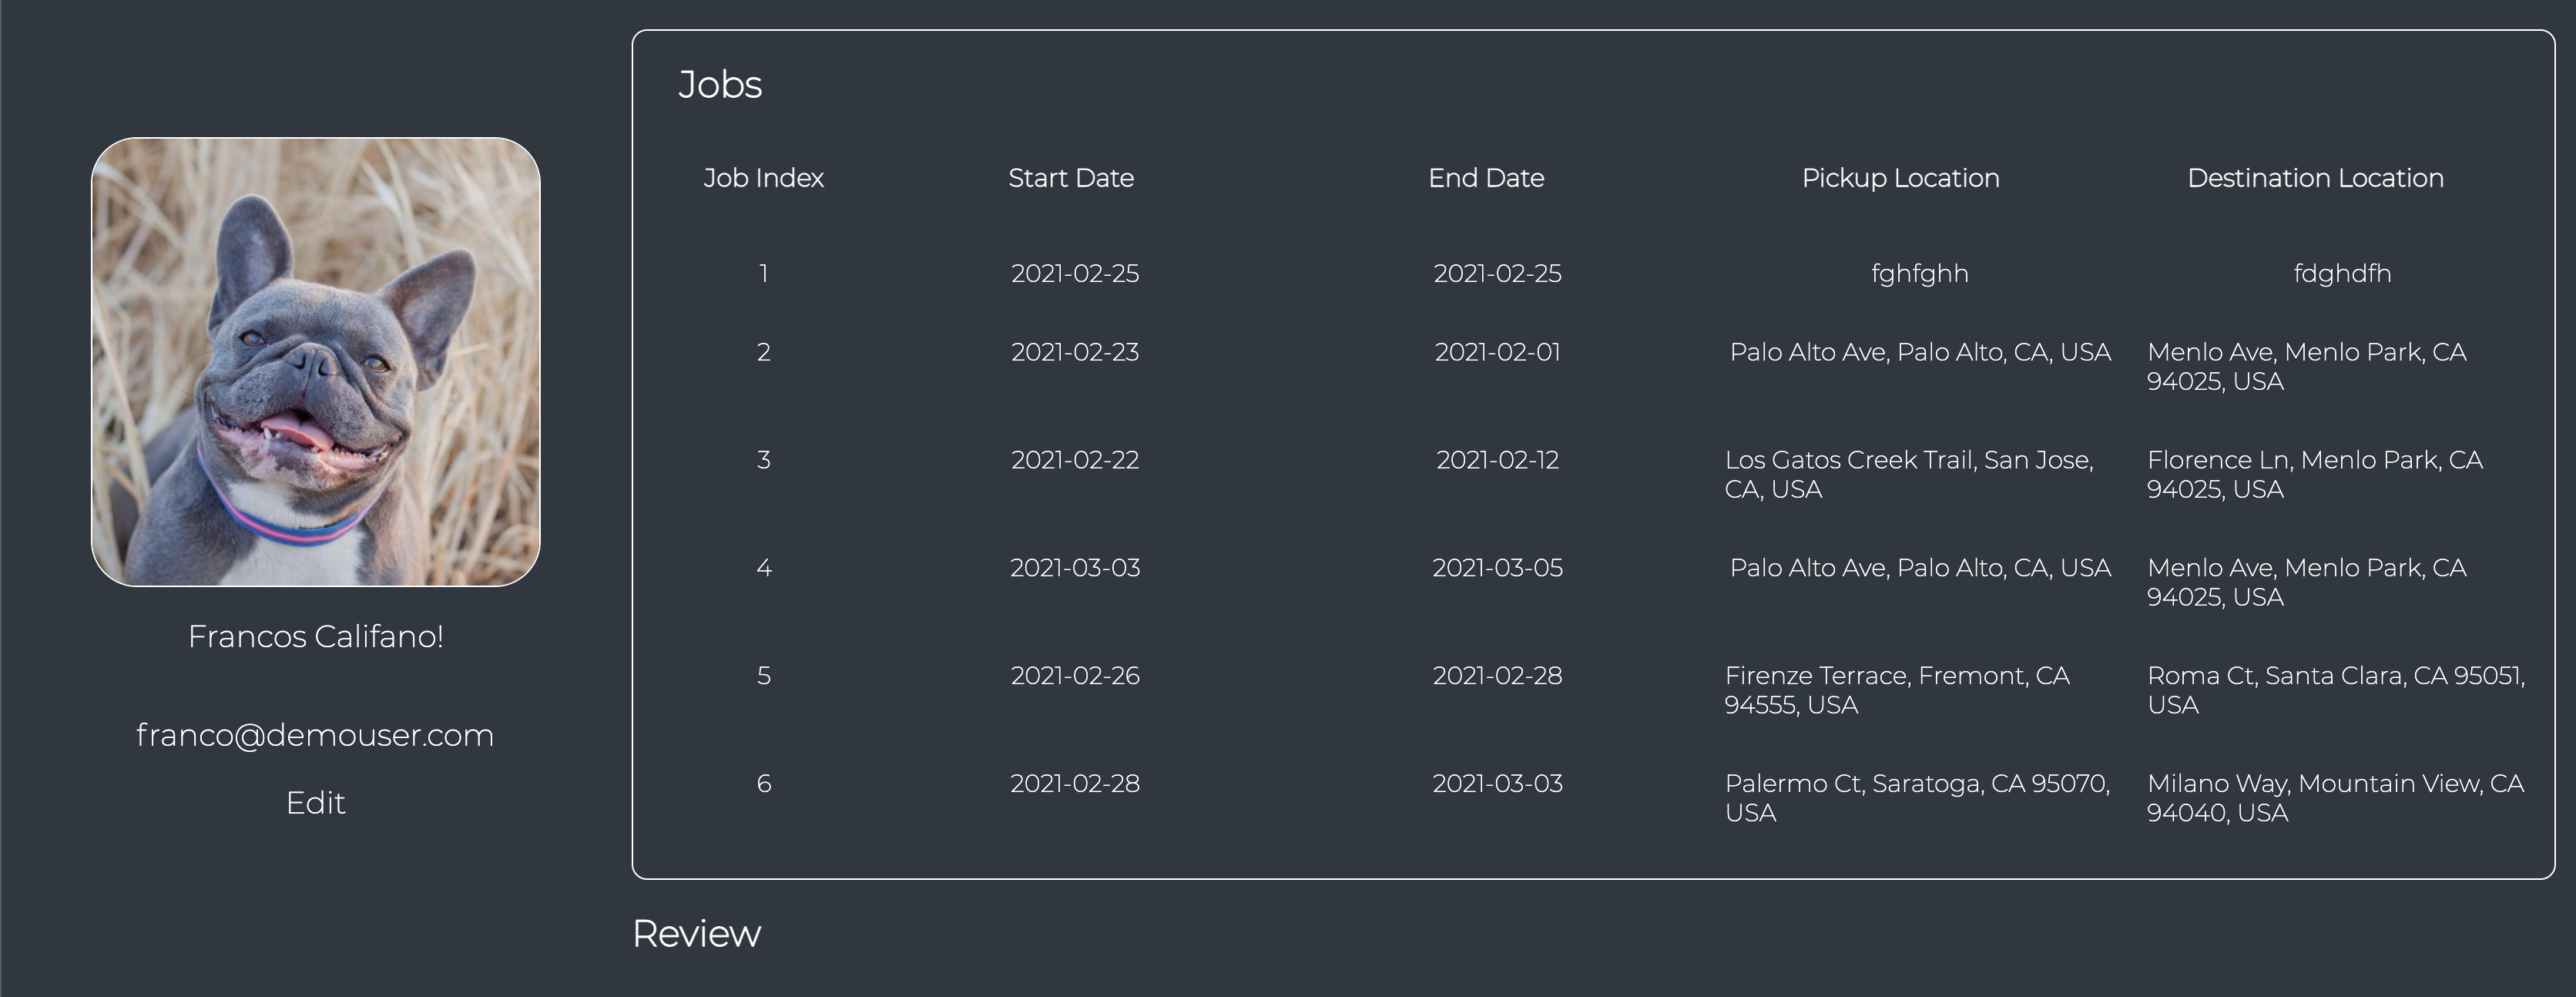 Francos Califano!
franco@demouser.com
Edit
Jobs
Job Index Start Date End Date Pickup Location Destination Location
1 2021-02-25 2021-02-25 fghfghh fdghdfh
2 2021-02-23 2021-02-01 Palo Alto Ave, Palo Alto, CA, USA Menlo Ave, Menlo Park, CA
94025, USA
3 2021-02-22 2021-02-12 Los Gatos Creek Trail, San Jose, Florence Ln, Menlo Park, CA
CA, USA 94025, USA
4 2021-03-03 2021-03-05 Palo Alto Ave, Palo Alto, CA, USA Menlo Ave, Menlo Park, CA
94025, USA
5 2021-02-26 2021-02-28 Firenze Terrace, Fremont, CA Roma Ct, Santa Clara, CA 95051,
94555, USA USA
6 2021-02-28 2021-03-03 Palermo Ct, Saratoga, CA 95070, Milano Way, Mountain View, CA
USA 94040, USA
Review